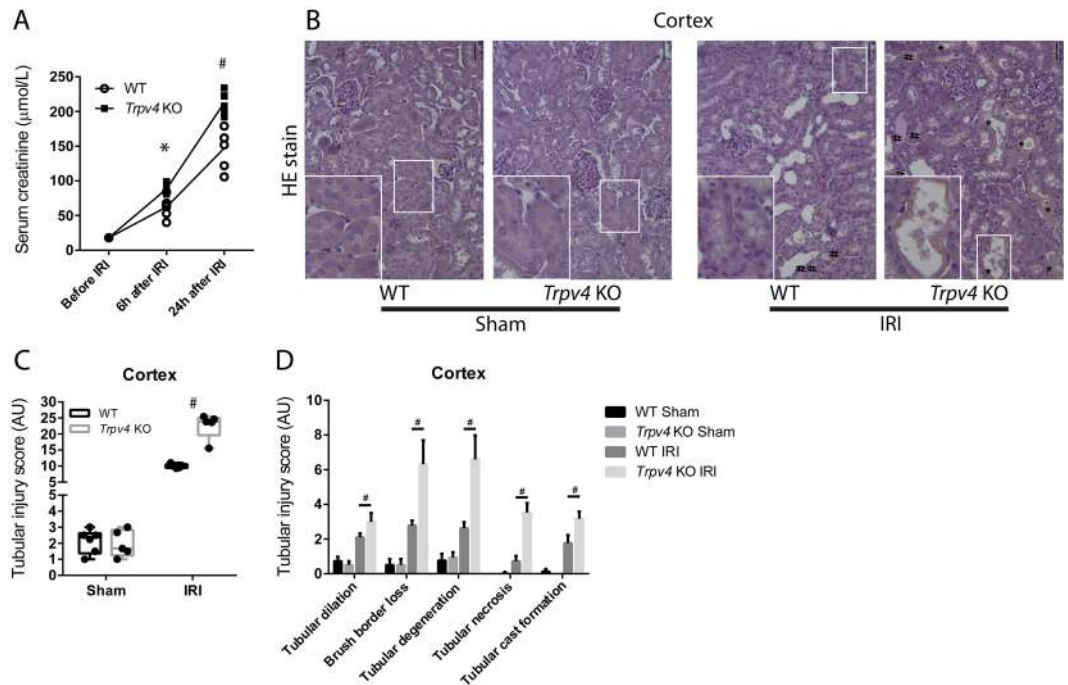 A
B
Cortex
#
*
WT
Trpv4 KO
Serum creatinine (μmol/L)
250
200
150
100
50
0
Before IRI
6h after IRI
24h after IRI
HE stain
WT
Trpv4 KO
WT
Trpv4 KO
Sham
IRI
C
Cortex
Tubular injury score (AU)
WT
Trpv4 KO
#
30
25
20
15
10
5
4
3
2
1
0
Sham
IRI
D
Cortex
Tubular injury score (AU)
10
8
6
4
2
0
#
#
#
#
#
Tubular dilation
Brush border loss
Tubular degeneration
Tubular necrosis
Tubular cast formation
WT Sham
Trpv4 KO Sham
WT IRI
Trpv4 KO IRI